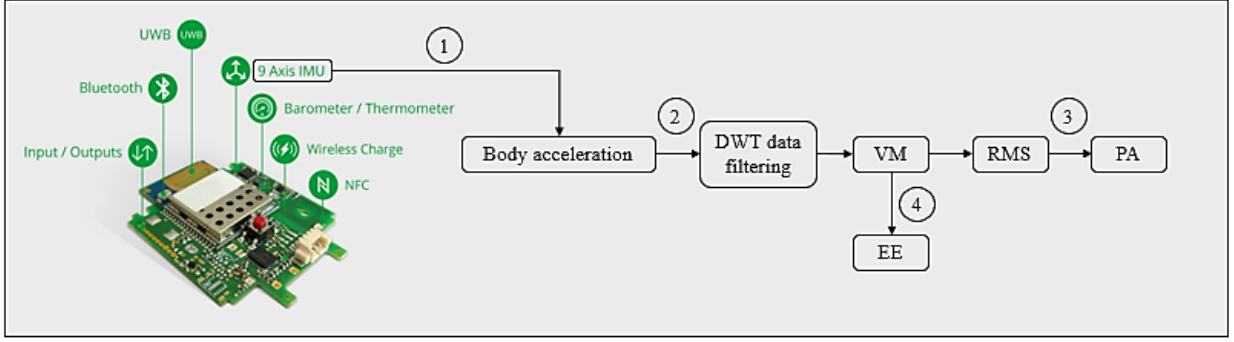 UWB
UWB
Bluetooth
Input / Outputs
9 Axis IMU
Barometer / Thermometer
Wireless Charge
NFC
1
Body acceleration
2
DWT data
filtering
VM
RMS
3
PA
4
EE